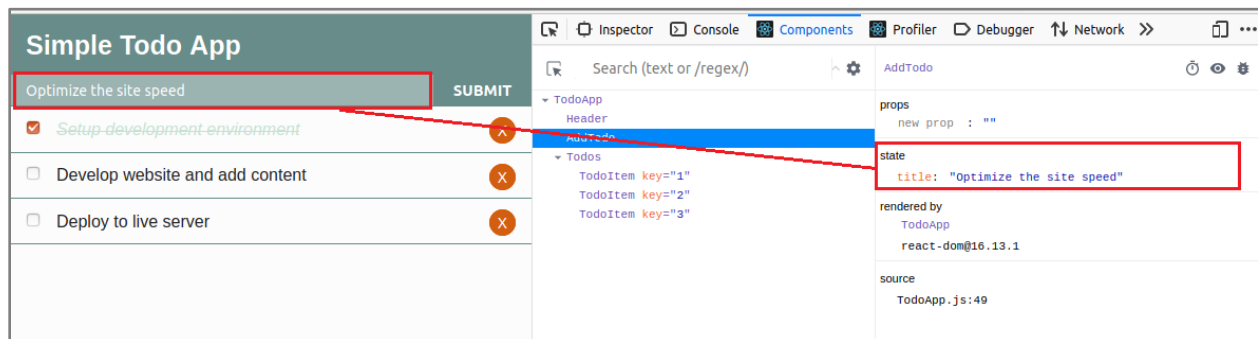 Simple Todo App
Optimize the site speed
SUBMIT
Setup development environment
X
Develop website and add content
X
Deploy to live server
X
Inspector Console Components Profiler Debugger Network
Search (text or /regex/)
TodoApp
Header
AddTodo
Todos
TodoItem key="1"
TodoItem key="2"
TodoItem key="3"
AddTodo
props
new prop : ""
state
title: "Optimize the site speed"
rendered by
TodoApp
react-dom@16.13.1
source
TodoApp.js:49